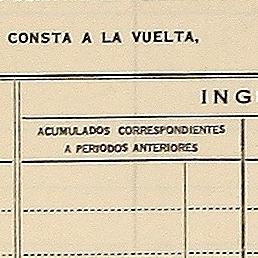 CONSTA A LA VUELTA,
ING
ACUMULADOS CORRESPONDIENTES
A PERIODOS ANTERIORES